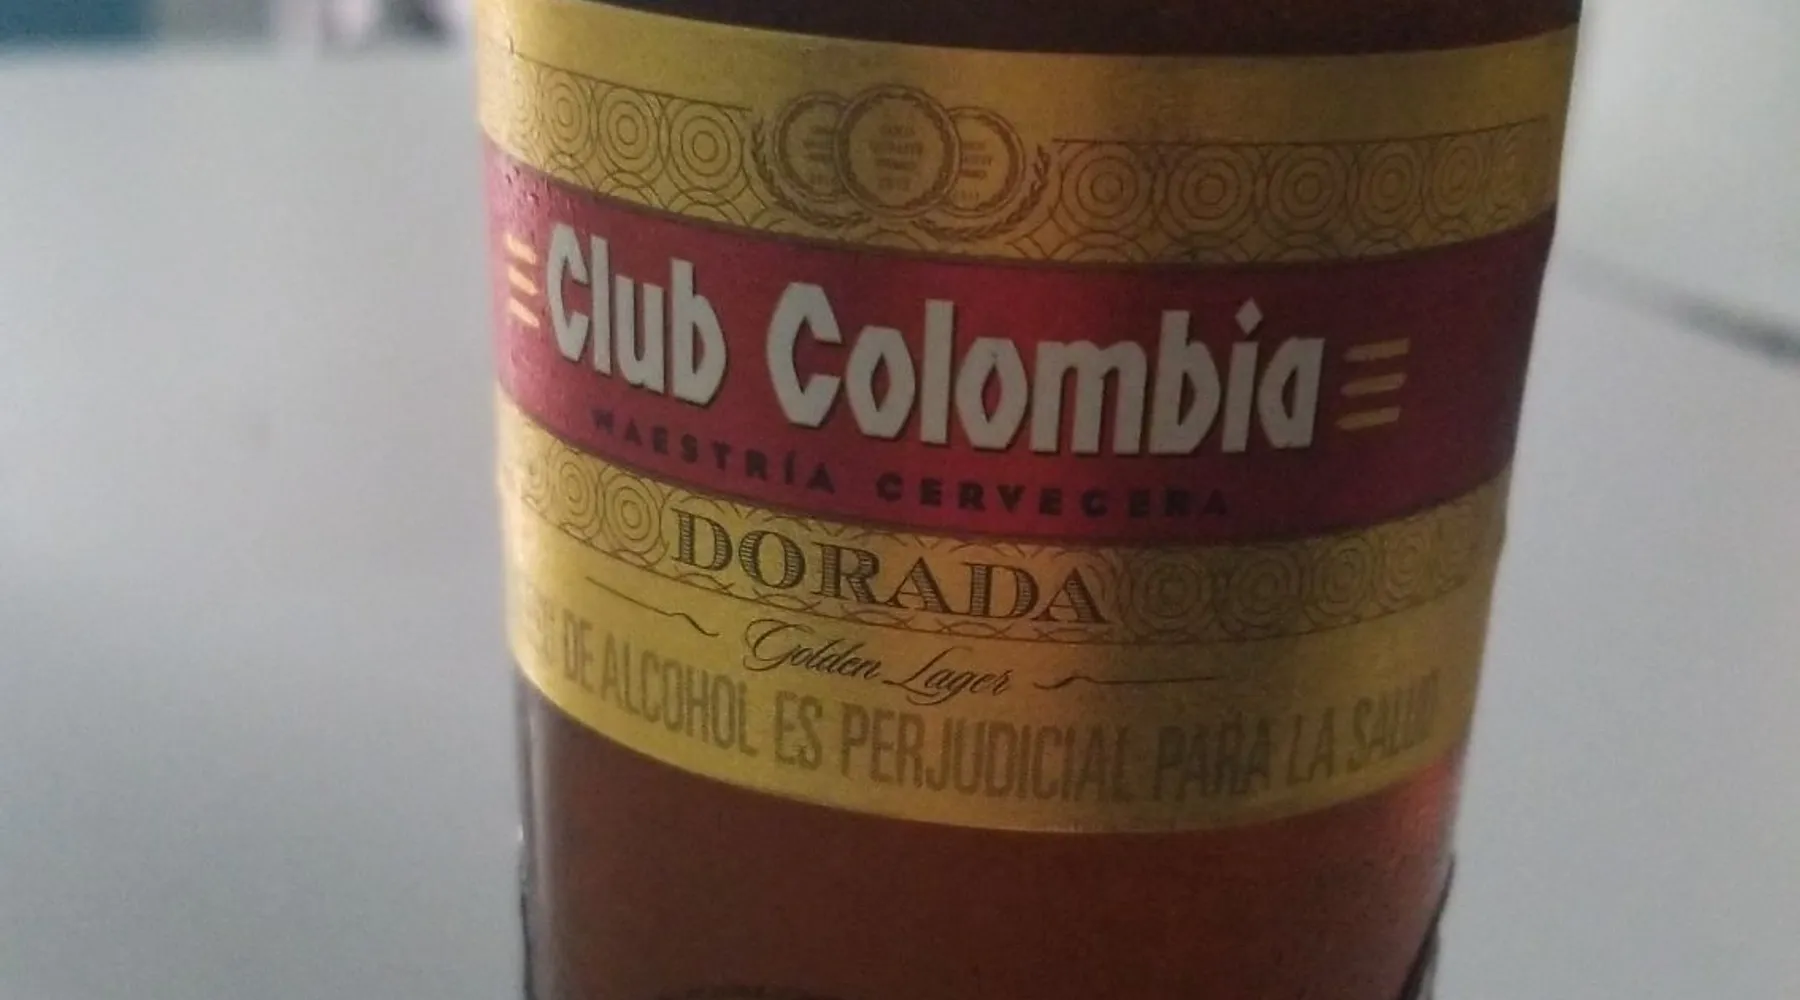 Club Colombia
MAESTRÍA CERVECERA
DORADA
Golden Lager
DE ALCOHOL ES PERJUDICIAL PARA LA SALUD